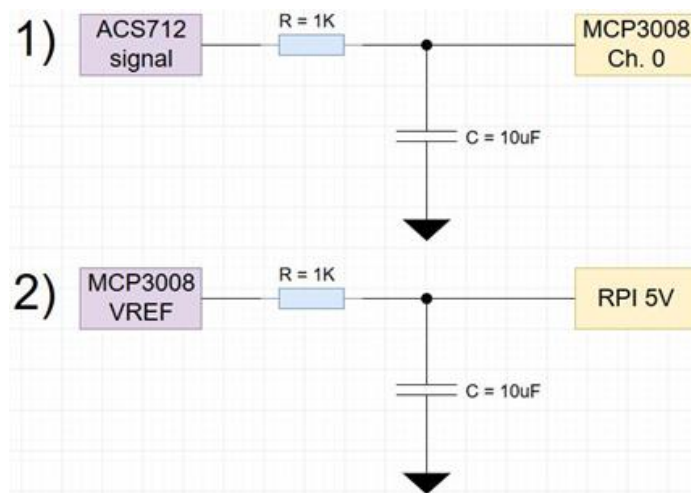 1)
ACS712
signal
R = 1K
MCP3008
Ch. 0
C = 10uF
2)
MCP3008
VREF
R = 1K
RPI 5V
C = 10uF